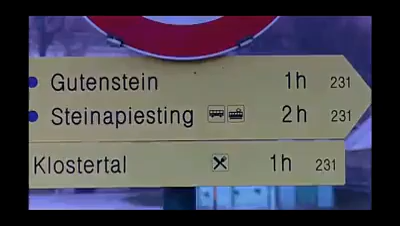 Gutenstein 1h 231
Steinapiesting 2h 231
Klostertal 1h 231